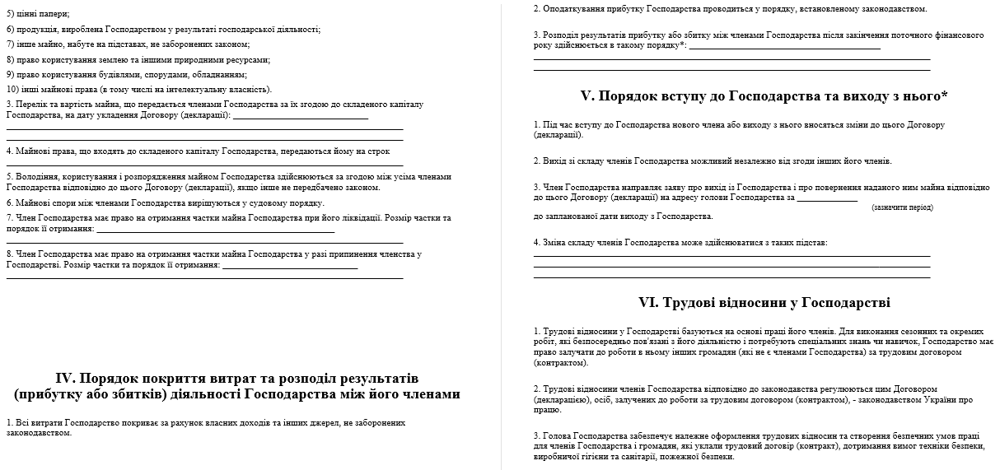 5) цінні папери;
6) продукція, вироблена Господарством у результаті господарської діяльності;
7) інше майно, набуте на підставах, не заборонених законом;
8) право користування землею та іншими природними ресурсами;
9) право користування будівлями, спорудами, обладнанням;
10) інші майнові права (в тому числі на інтелектуальну власність).
3. Перелік та вартість майна, що передається членами Господарства за їх згодою до складеного капіталу
Господарства, на дату укладення Договору (декларації): ______________________________
4. Майнові права, що входять до складеного капіталу Господарства, передаються йому на строк
5. Володіння, користування і розпорядження майном Господарства здійснюються за згодою між усіма членами
Господарства відповідно до цього Договору (декларації), якщо інше не передбачено законом.
6. Майнові спори між членами Господарства вирішуються у судовому порядку.
7. Член Господарства має право на отримання частки майна Господарства при його ліквідації. Розмір частки та
порядок її отримання: ______________________________
8. Член Господарства має право на отримання частки майна Господарства у разі припинення членства у
Господарстві. Розмір частки та порядок її отримання: ______________________________
IV. Порядок покриття витрат та розподіл результатів
(прибутку або збитків) діяльності Господарства між його членами
1. Всі витрати Господарство покриває за рахунок власних доходів та інших джерел, не заборонених
законодавством.
2. Оподаткування прибутку Господарства проводиться у порядку, встановленому законодавством.
3. Розподіл результатів прибутку або збитку між членами Господарства після закінчення поточного фінансового
року здійснюється в такому порядку*: ______________________________
V. Порядок вступу до Господарства та виходу з нього*
1. Під час вступу до Господарства нового члена або виходу з нього вносяться зміни до цього Договору
(декларації).
2. Вихід зі складу членів Господарства можливий незалежно від згоди інших його членів.
3. Член Господарства направляє заяву про вихід із Господарства і про повернення наданого ним майна відповідно
до цього Договору (декларації) на адресу голови Господарства за ______________
(зазначити період)
до запланованої дати виходу з Господарства.
4. Зміна складу членів Господарства може здійснюватися з таких підстав:
VI. Трудові відносини у Господарстві
1. Трудові відносини у Господарстві базуються на основі праці його членів. Для виконання сезонних та окремих
робіт, які безпосередньо пов'язані з його діяльністю і потребують спеціальних знань чи навичок, Господарство має
право залучати до роботи в ньому інших громадян (які не є членами Господарства) за трудовим договором
(контрактом).
2. Трудові відносини членів Господарства відповідно до законодавства регулюються цим Договором
(декларацією), осіб, залучених до роботи за трудовим договором (контрактом), - законодавством України про
працю.
3. Голова Господарства забезпечує належне оформлення трудових відносин та створення безпечних умов праці
для членів Господарства і громадян, які уклали трудовий договір (контракт), дотримання вимог техніки безпеки,
виробничої гігієни та санітарії, пожежної безпеки.